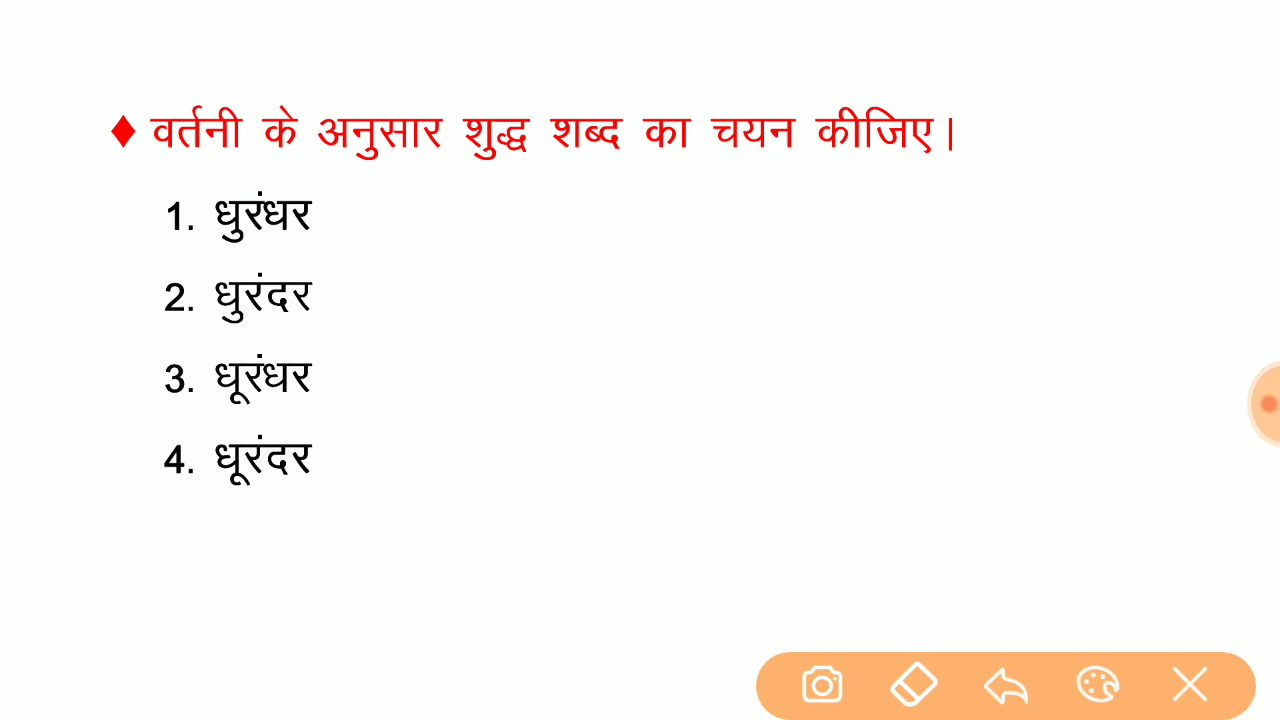 ♦ वर्तनी के अनुसार शुद्ध शब्द का चयन कीजिए।
1. धुरंधर
2. धुरंदर
3. धूरंधर
4. धूरंदर